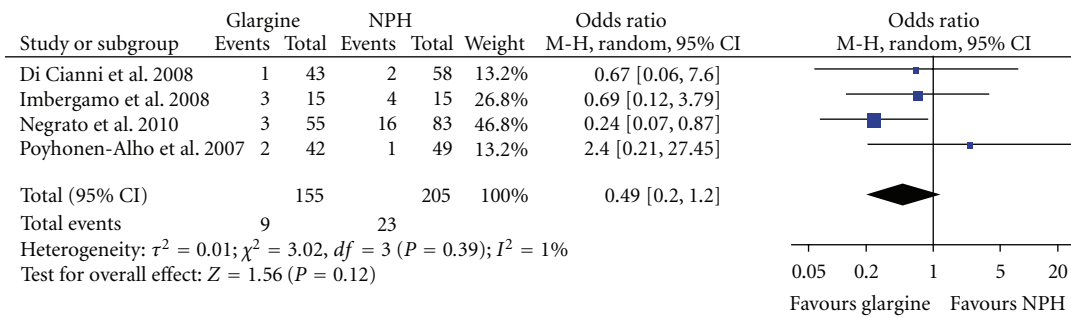 Glargine NPH Odds ratio Odds ratio
Study or subgroup Events Total Events Total Weight M-H, random, 95% CI M-H, random, 95% CI
Di Cianni et al. 2008 1 43 2 58 13.2% 0.67 [0.06, 7.6]
Imbergamo et al. 2008 3 15 4 15 26.8% 0.69 [0.12, 3.79]
Negrato et al. 2010 3 55 16 83 46.8% 0.24 [0.07, 0.87]
Poyhonen-Alho et al. 2007 2 42 1 49 13.2% 2.4 [0.21, 27.45]
Total (95% CI) 155 205 100% 0.49 [0.2, 1.2]
Total events 9 23
Heterogeneity: τ² = 0.01; χ² = 3.02, df = 3 (P = 0.39); I² = 1%
Test for overall effect: Z = 1.56 (P = 0.12)
0.05 0.2 1 5 20
Favours glargine Favours NPH